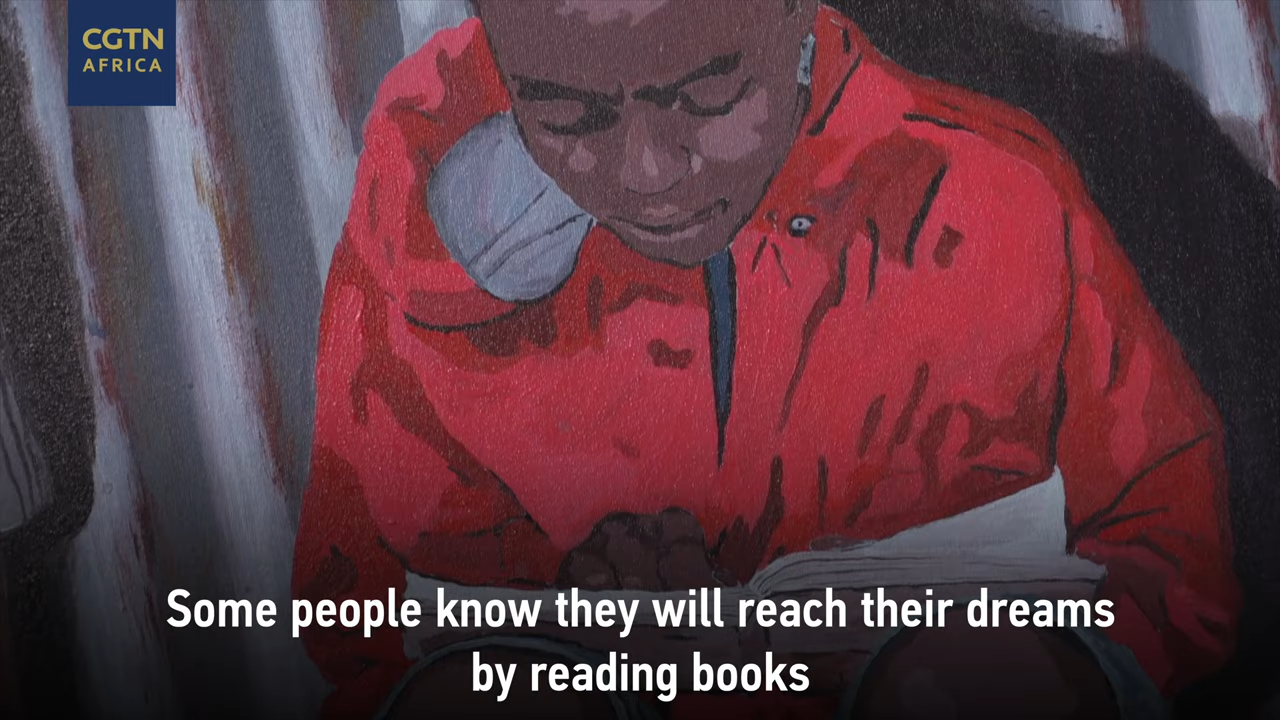 CGTN
AFRICA
Some people know they will reach their dreams
by reading books